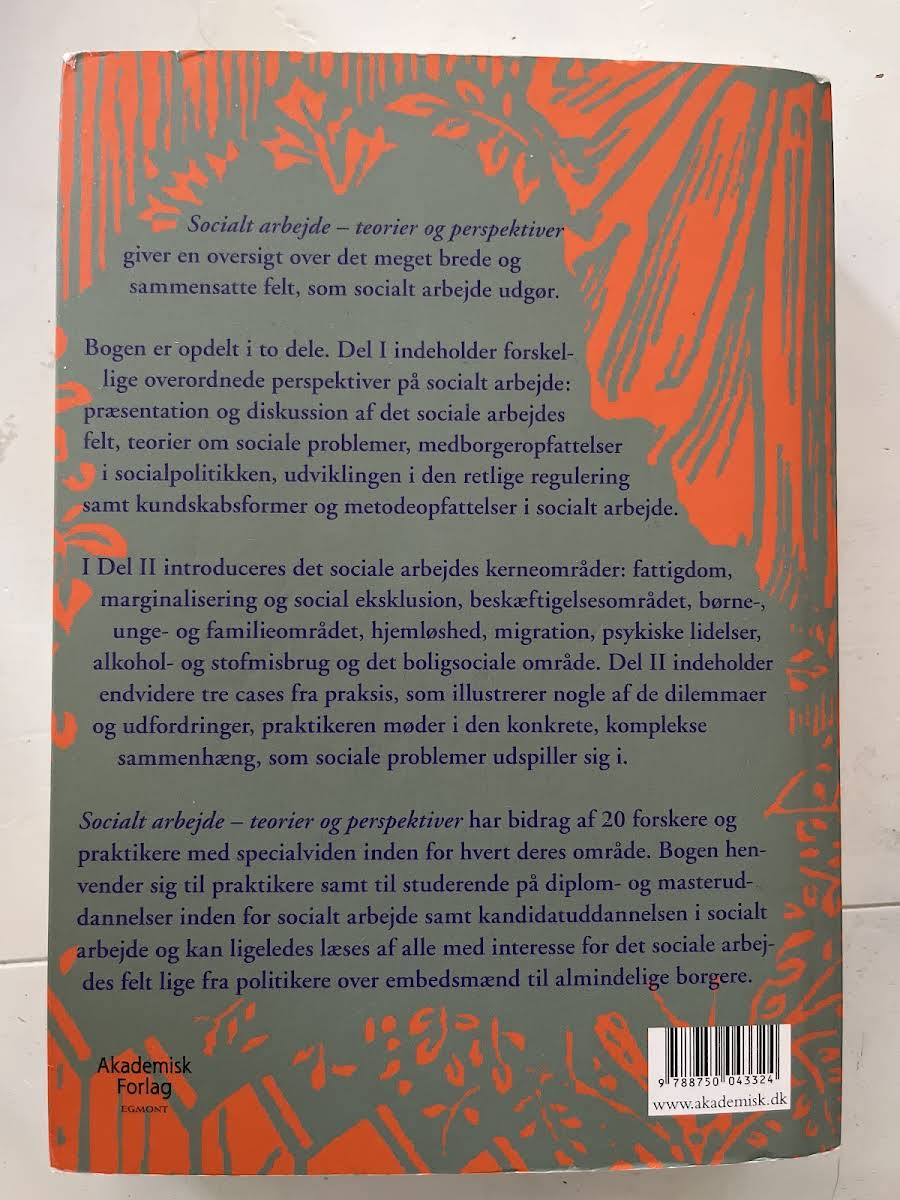 Socialt arbejde – teorier og perspektiver
giver en oversigt over det meget brede og
sammensatte felt, som socialt arbejde udgør.
Bogen er opdelt i to dele. Del I indeholder forskel-
lige overordnede perspektiver på socialt arbejde:
præsentation og diskussion af det sociale arbejdes
felt, teorier om sociale problemer, medborgeropfattelser
i socialpolitikken, udviklingen i den retlige regulering
samt kundskabsformer og metodeopfattelser i socialt arbejde.
I Del II introduceres det sociale arbejdes kerneområder: fattigdom,
marginalisering og social eksklusion, beskæftigelsesområdet, børne-,
unge- og familieområdet, hjemløshed, migration, psykiske lidelser,
alkohol- og stofmisbrug og det boligsociale område. Del II indeholder
endvidere tre cases fra praksis, som illustrerer nogle af de dilemmaer
og udfordringer, praktikeren møder i den konkrete, komplekse
sammenhæng, som sociale problemer udspiller sig i.
Socialt arbejde – teorier og perspektiver har bidrag af 20 forskere og
praktikere med specialviden inden for hvert deres område. Bogen hen-
vender sig til praktikere samt til studerende på diplom- og masterud-
dannelser inden for socialt arbejde samt kandidatuddannelsen i socialt
arbejde og kan ligeledes læses af alle med interesse for det sociale arbej-
des felt lige fra politikere over embedsmænd til almindelige borgere.
Akademisk
Forlag
EGMONT
9 788750 043324
www.akademisk.dk